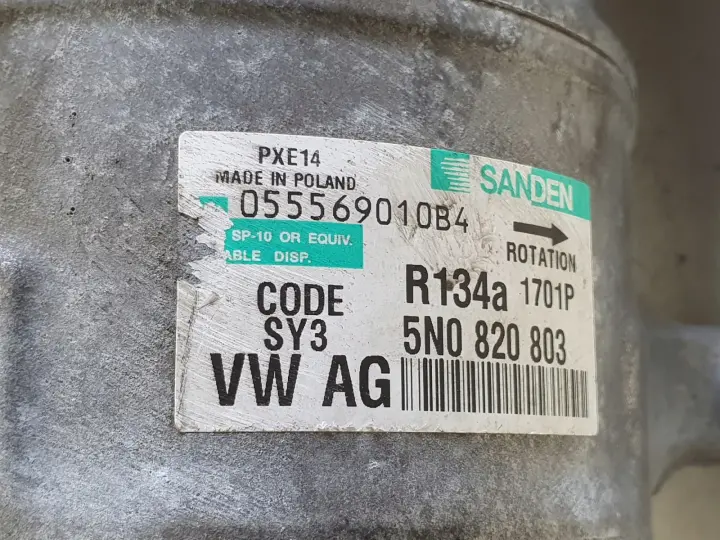 PXE14
MADE IN POLAND
SANDEN
055569010B4
SP-10 OR EQUIV.
ABLE DISP.
ROTATION
CODE
SY3
R134a 1701P
5N0 820 803
VW AG